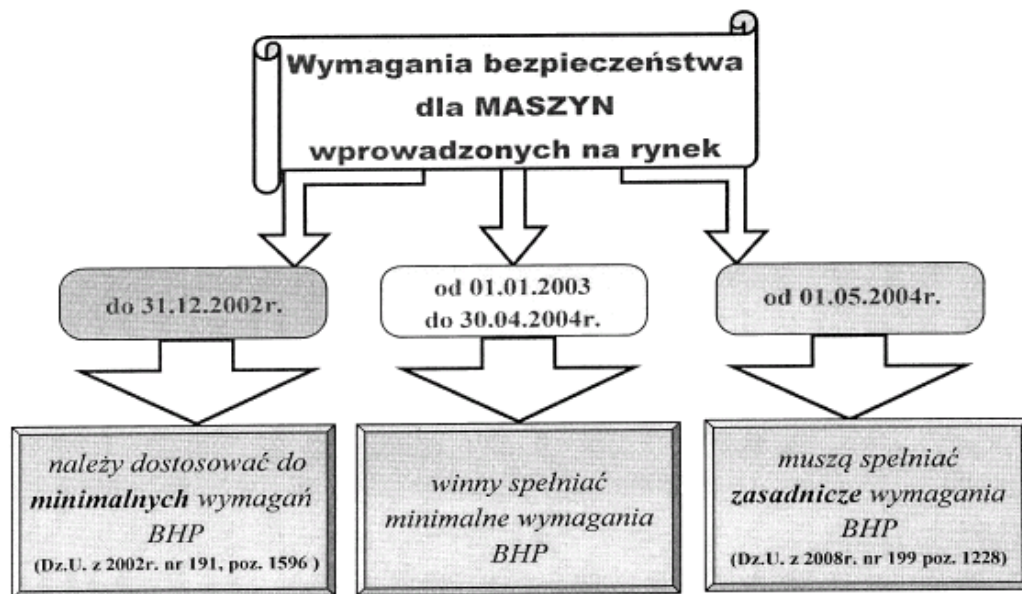 Wymagania bezpieczeństwa
dla MASZYN
wprowadzonych na rynek
do 31.12.2002r.
od 01.01.2003
do 30.04.2004r.
od 01.05.2004r.
należy dostosować do
minimalnych wymagań
BHP
(Dz.U. z 2002r. nr 191, poz. 1596 )
winny spełniać
minimalne wymagania
BHP
muszą spełniać
zasadnicze wymagania
BHP
(Dz.U. z 2008r. nr 199 poz. 1228)